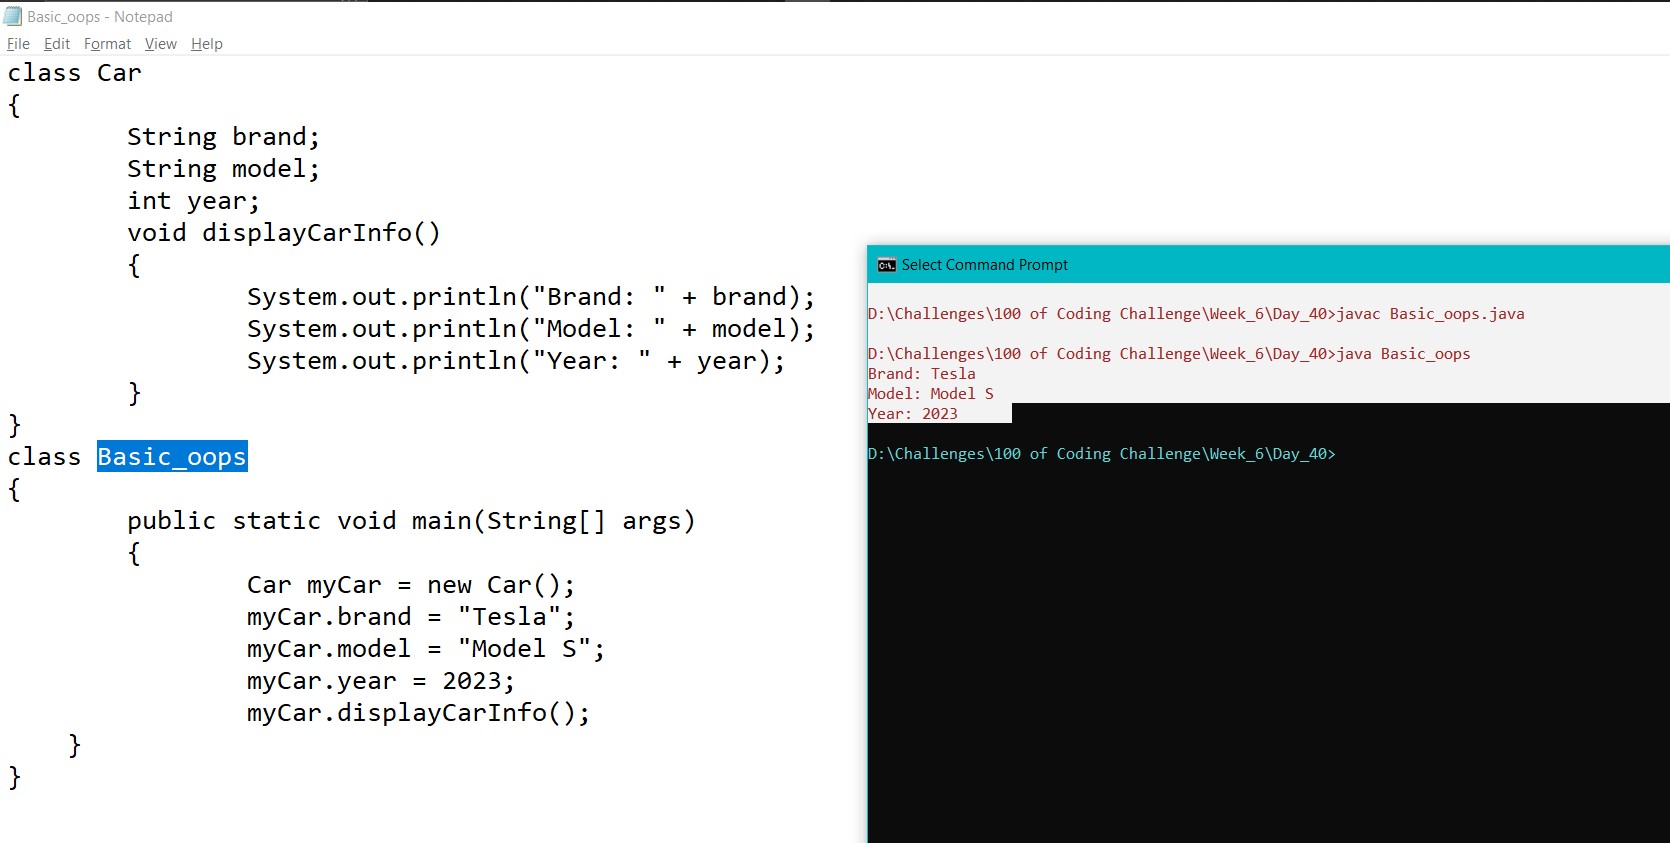 Basic_oops - Notepad
File Edit Format View Help
class Car
{
        String brand;
        String model;
        int year;
        void displayCarInfo()
        {
                System.out.println("Brand: " + brand);
                System.out.println("Model: " + model);
                System.out.println("Year: " + year);
        }
}
class Basic_oops
{
        public static void main(String[] args)
        {
                Car myCar = new Car();
                myCar.brand = "Tesla";
                myCar.model = "Model S";
                myCar.year = 2023;
                myCar.displayCarInfo();
    }
}
Select Command Prompt
D:\Challenges\100 of Coding Challenge\Week_6\Day_40>javac Basic_oops.java
D:\Challenges\100 of Coding Challenge\Week_6\Day_40>java Basic_oops
Brand: Tesla
Model: Model S
Year: 2023
D:\Challenges\100 of Coding Challenge\Week_6\Day_40>